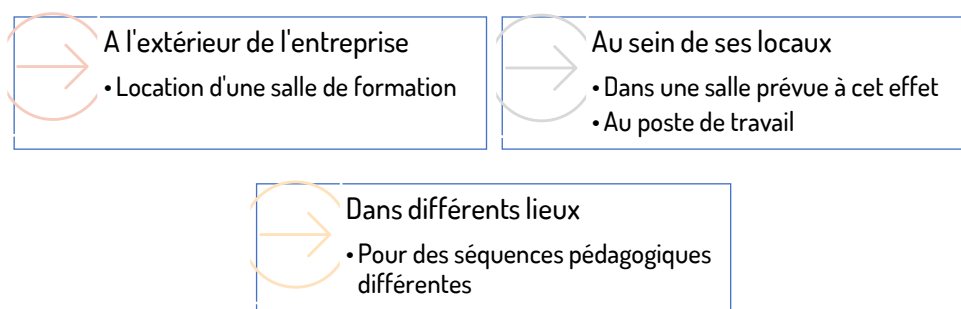 A l'extérieur de l'entreprise
• Location d'une salle de formation
Au sein de ses locaux
• Dans une salle prévue à cet effet
• Au poste de travail
Dans différents lieux
• Pour des séquences pédagogiques
différentes